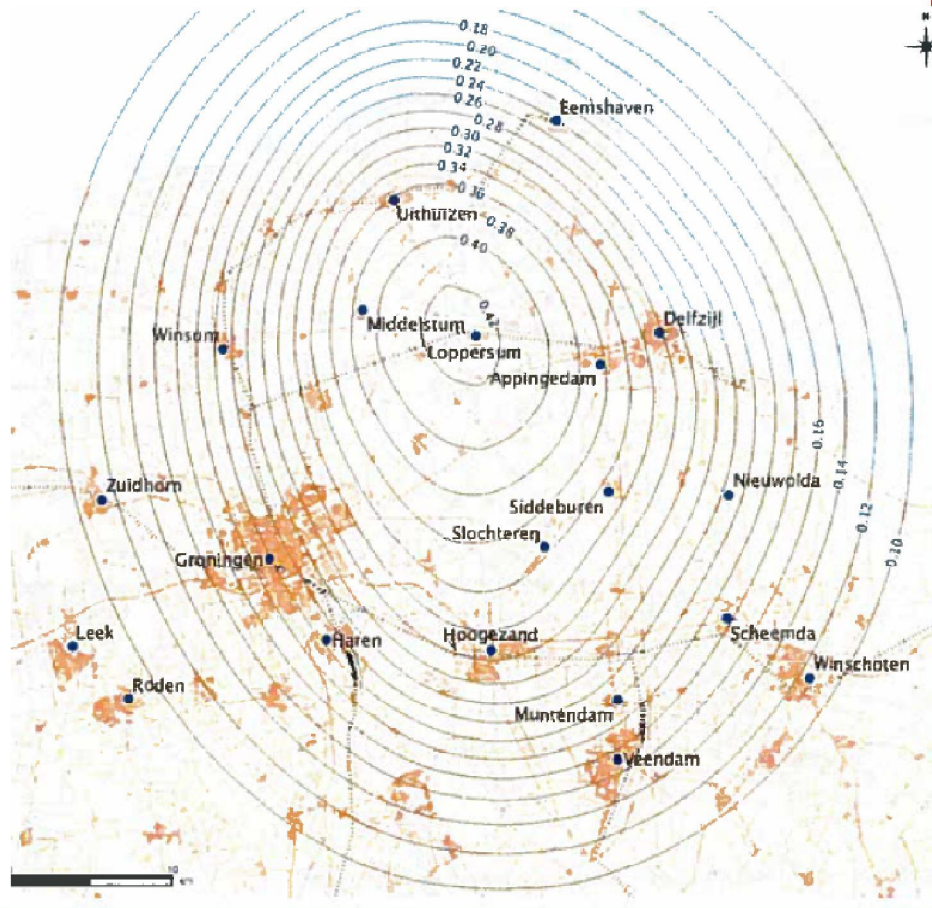 0.18
0.20
0.22
0.24
0.26
0.28
Eemshaven
0.30
0.32
0.34
0.36
Uithuizen
0.38
0.40
Delfzijl
Middelstum
Winsum
Loppersum
Appingedam
0.16
0.14
Zuidhorn
Nieuwolda
Siddeburen
0.12
Slochteren
0.10
Groningen
Leek
Haren
Hoogezand
Scheemda
Winschoten
Roden
Muntendam
Veendam
10